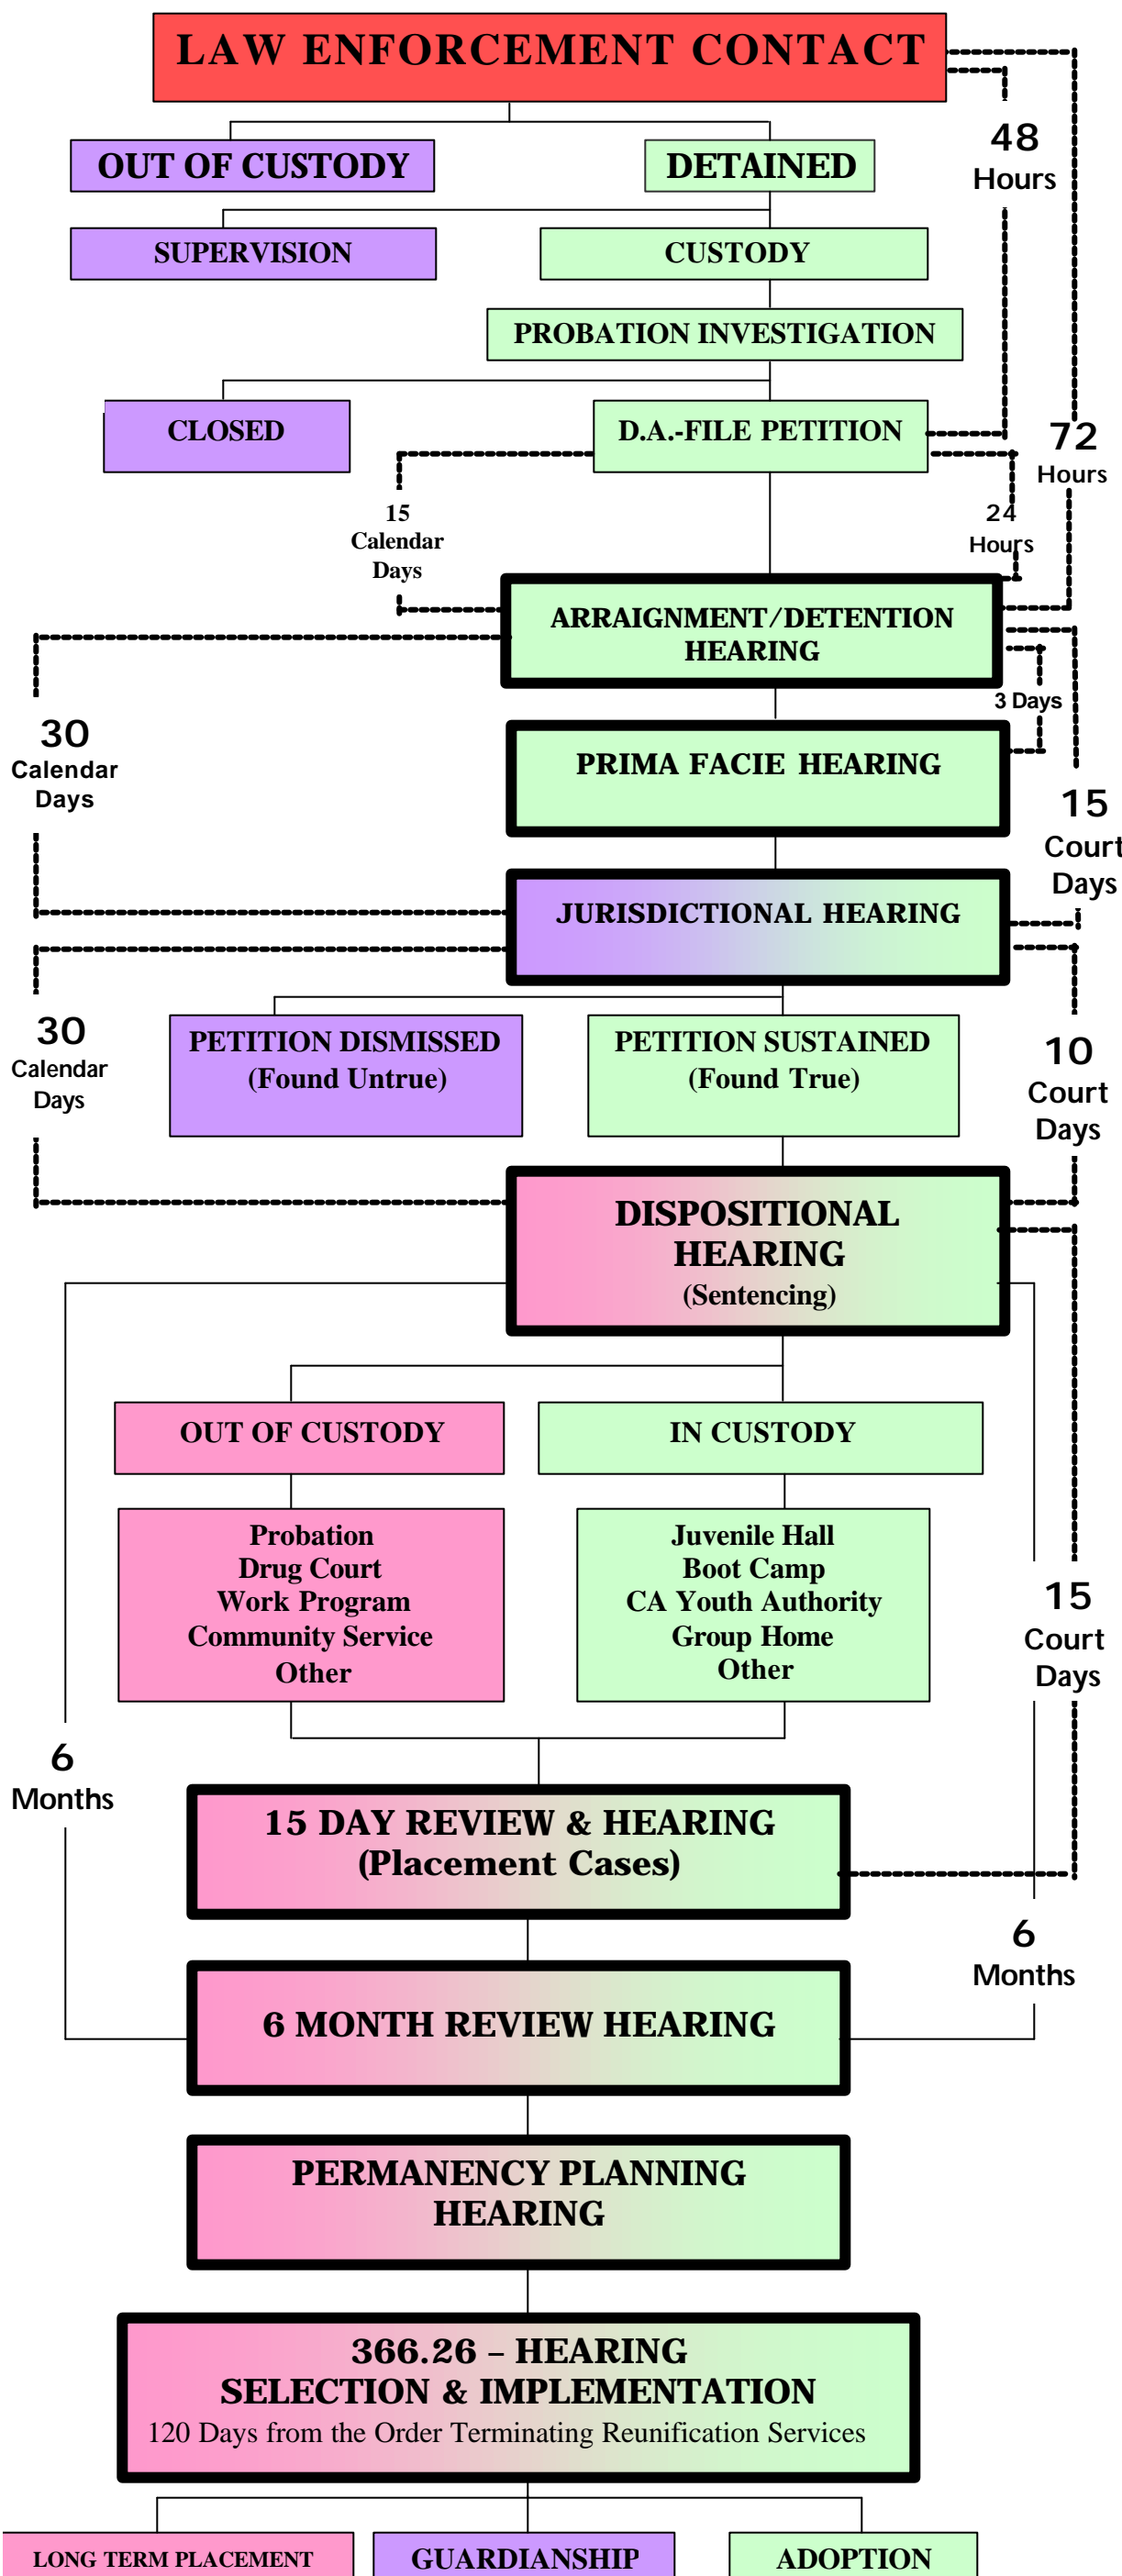 LAW ENFORCEMENT CONTACT
OUT OF CUSTODY
DETAINED
48
Hours
SUPERVISION
CUSTODY
PROBATION INVESTIGATION
CLOSED
D.A.-FILE PETITION
72
Hours
15
Calendar
Days
24
Hours
ARRAIGNMENT/DETENTION
HEARING
3 Days
30
Calendar
Days
PRIMA FACIE HEARING
15
Court
Days
JURISDICTIONAL HEARING
30
Calendar
Days
PETITION DISMISSED
(Found Untrue)
PETITION SUSTAINED
(Found True)
10
Court
Days
DISPOSITIONAL
HEARING
(Sentencing)
OUT OF CUSTODY
IN CUSTODY
Probation
Drug Court
Work Program
Community Service
Other
Juvenile Hall
Boot Camp
CA Youth Authority
Group Home
Other
15
Court
Days
6
Months
15 DAY REVIEW & HEARING
(Placement Cases)
6
Months
6 MONTH REVIEW HEARING
PERMANENCY PLANNING
HEARING
366.26 – HEARING
SELECTION & IMPLEMENTATION
120 Days from the Order Terminating Reunification Services
LONG TERM PLACEMENT
GUARDIANSHIP
ADOPTION